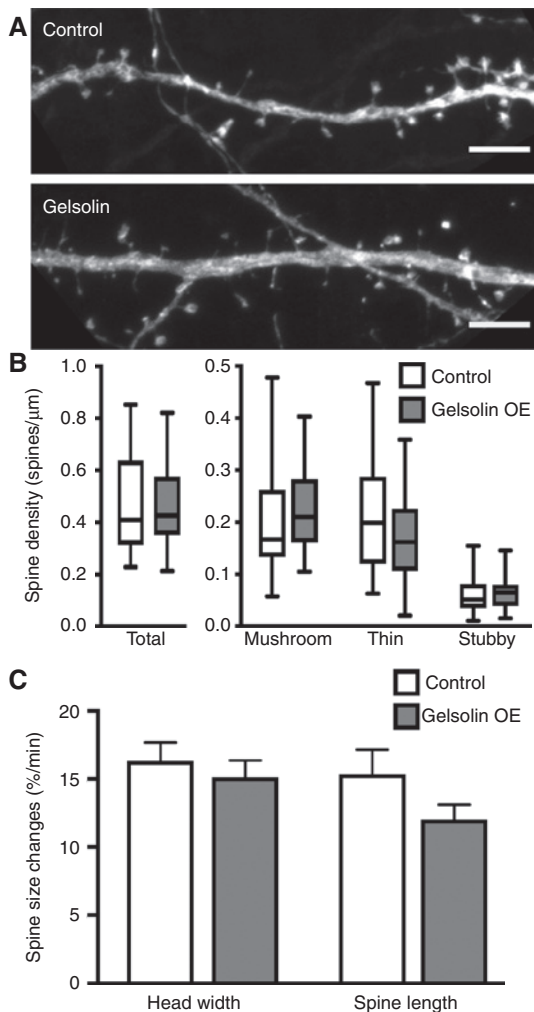 A
Control
Gelsolin
B
Spine density (spines/μm)
1.0
0.8
0.6
0.4
0.2
0.0
Total
0.5
0.4
0.3
0.2
0.1
0.0
Control
Gelsolin OE
Mushroom
Thin
Stubby
C
Control
Gelsolin OE
Spine size changes (%/min)
20
15
10
5
0
Head width
Spine length